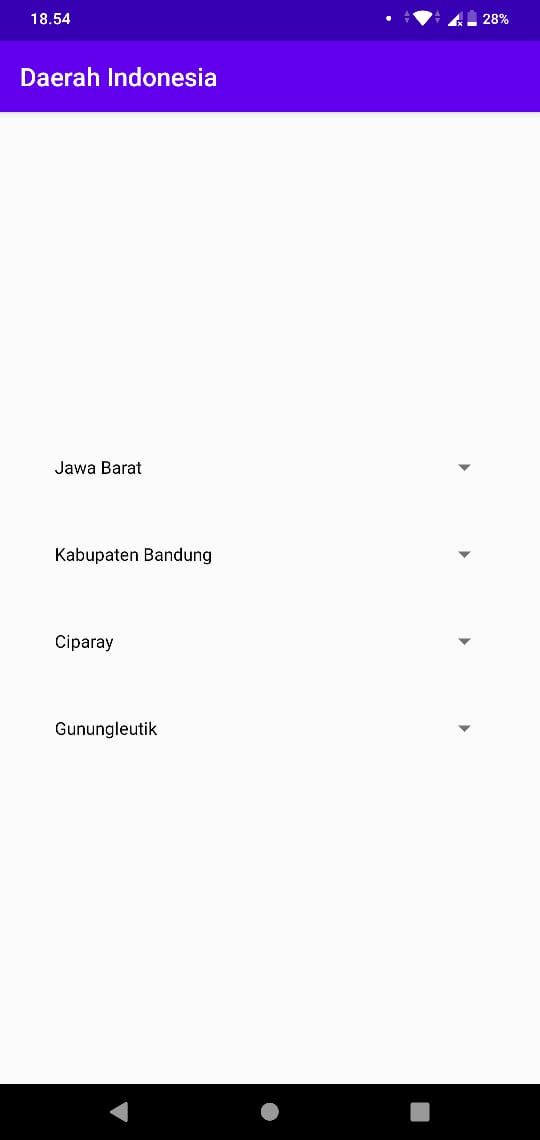 18.54
28%
Daerah Indonesia
Jawa Barat
Kabupaten Bandung
Ciparay
Gunungleutik